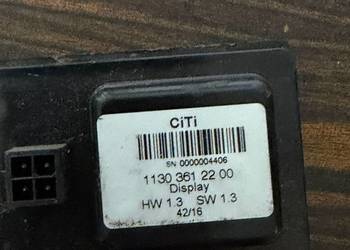 CiTi
SN 0000004406
1130 361 22 00
Display
HW 1.3 SW 1.3
42/16